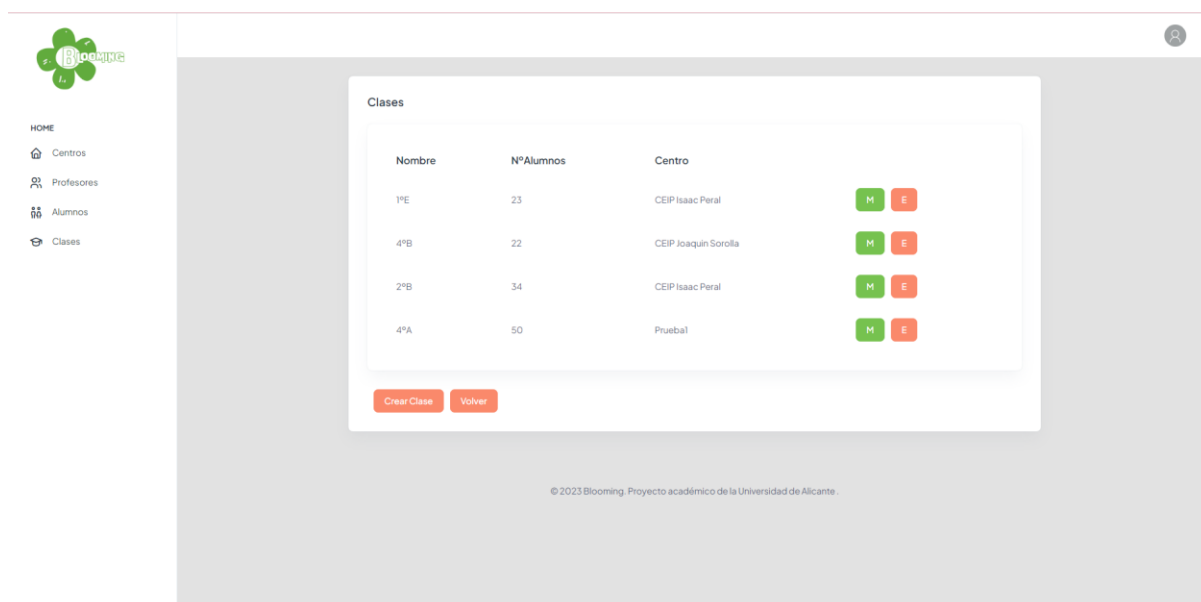 BLOOMING
S. L.
HOME
Centros
Profesores
Alumnos
Clases
Clases
Nombre NºAlumnos Centro
1ºE 23 CEIP Isaac Peral M E
4ºB 22 CEIP Joaquin Sorolla M E
2ºB 34 CEIP Isaac Peral M E
4ºA 50 Prueba1 M E
Crear Clase Volver
© 2023 Blooming. Proyecto académico de la Universidad de Alicante .